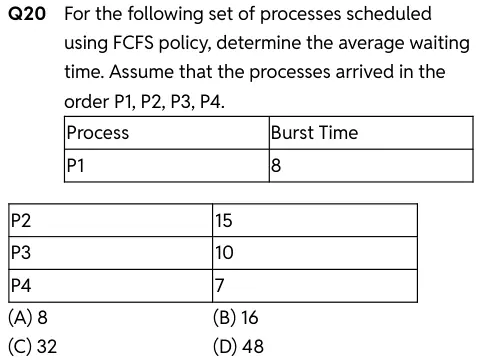 Q20 For the following set of processes scheduled
using FCFS policy, determine the average waiting
time. Assume that the processes arrived in the
order P1, P2, P3, P4.
Process Burst Time
P1 8
P2 15
P3 10
P4 7
(A) 8 (B) 16
(C) 32 (D) 48